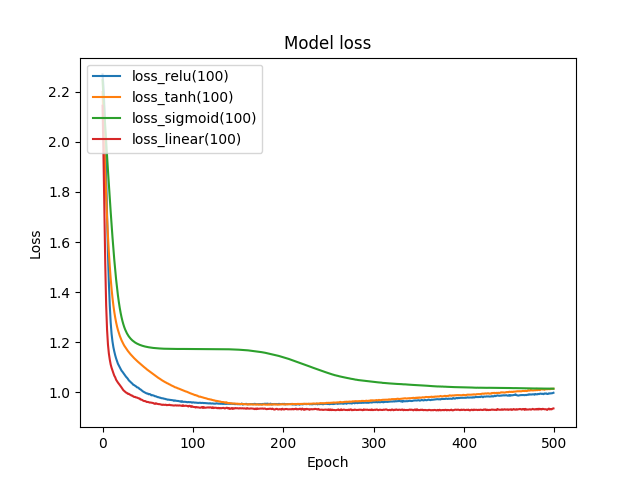 Model loss
loss_relu(100)
loss_tanh(100)
loss_sigmoid(100)
loss_linear(100)
2.2
2.0
1.8
1.6
1.4
1.2
1.0
Loss
0 100 200 300 400 500
Epoch